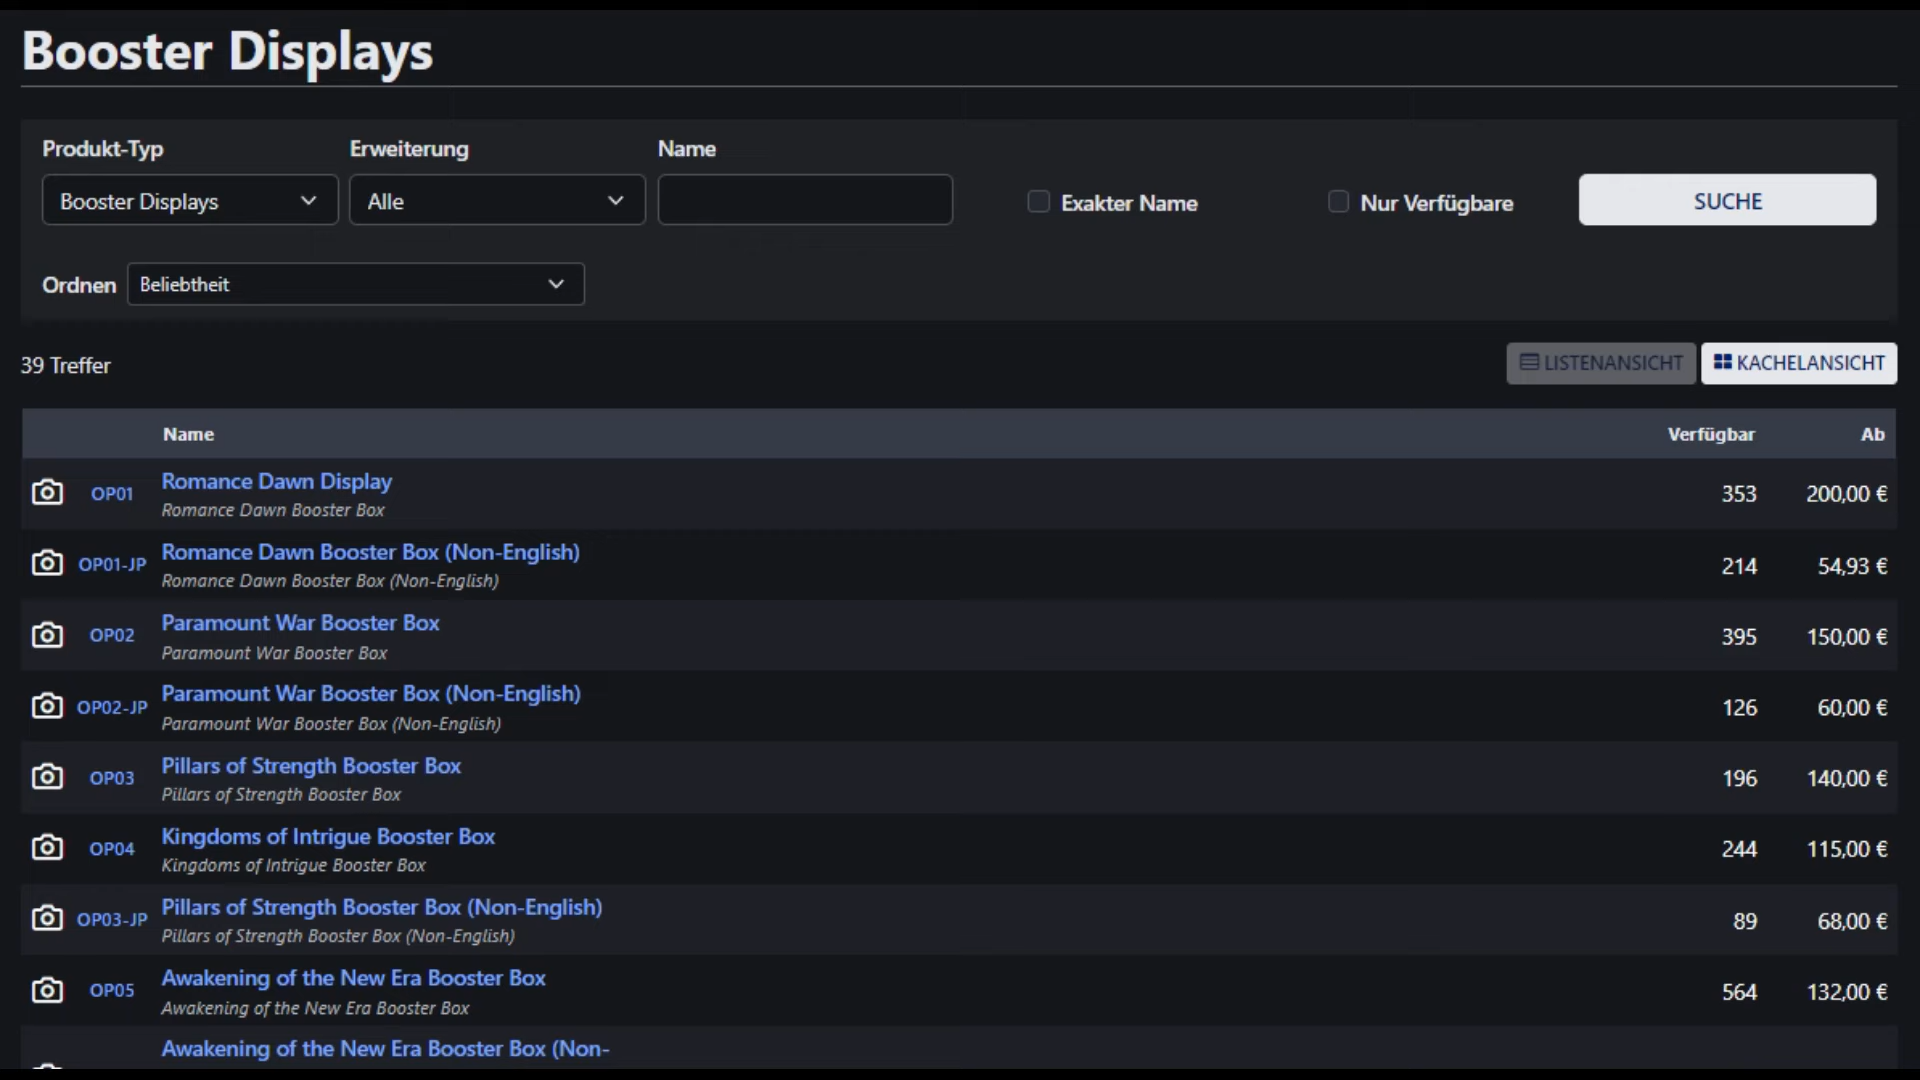 Booster Displays
Produkt-Typ Erweiterung Name
Booster Displays Alle Exakter Name Nur Verfügbare SUCHE
Ordnen Beliebtheit
39 Treffer LISTENANSICHT KACHELANSICHT
Name Verfügbar Ab
OP01 Romance Dawn Display 353 200,00 €
Romance Dawn Booster Box
OP01-JP Romance Dawn Booster Box (Non-English) 214 54,93 €
Romance Dawn Booster Box (Non-English)
OP02 Paramount War Booster Box 395 150,00 €
Paramount War Booster Box
OP02-JP Paramount War Booster Box (Non-English) 126 60,00 €
Paramount War Booster Box (Non-English)
OP03 Pillars of Strength Booster Box 196 140,00 €
Pillars of Strength Booster Box
OP04 Kingdoms of Intrigue Booster Box 244 115,00 €
Kingdoms of Intrigue Booster Box
OP03-JP Pillars of Strength Booster Box (Non-English) 89 68,00 €
Pillars of Strength Booster Box (Non-English)
OP05 Awakening of the New Era Booster Box 564 132,00 €
Awakening of the New Era Booster Box
Awakening of the New Era Booster Box (Non-